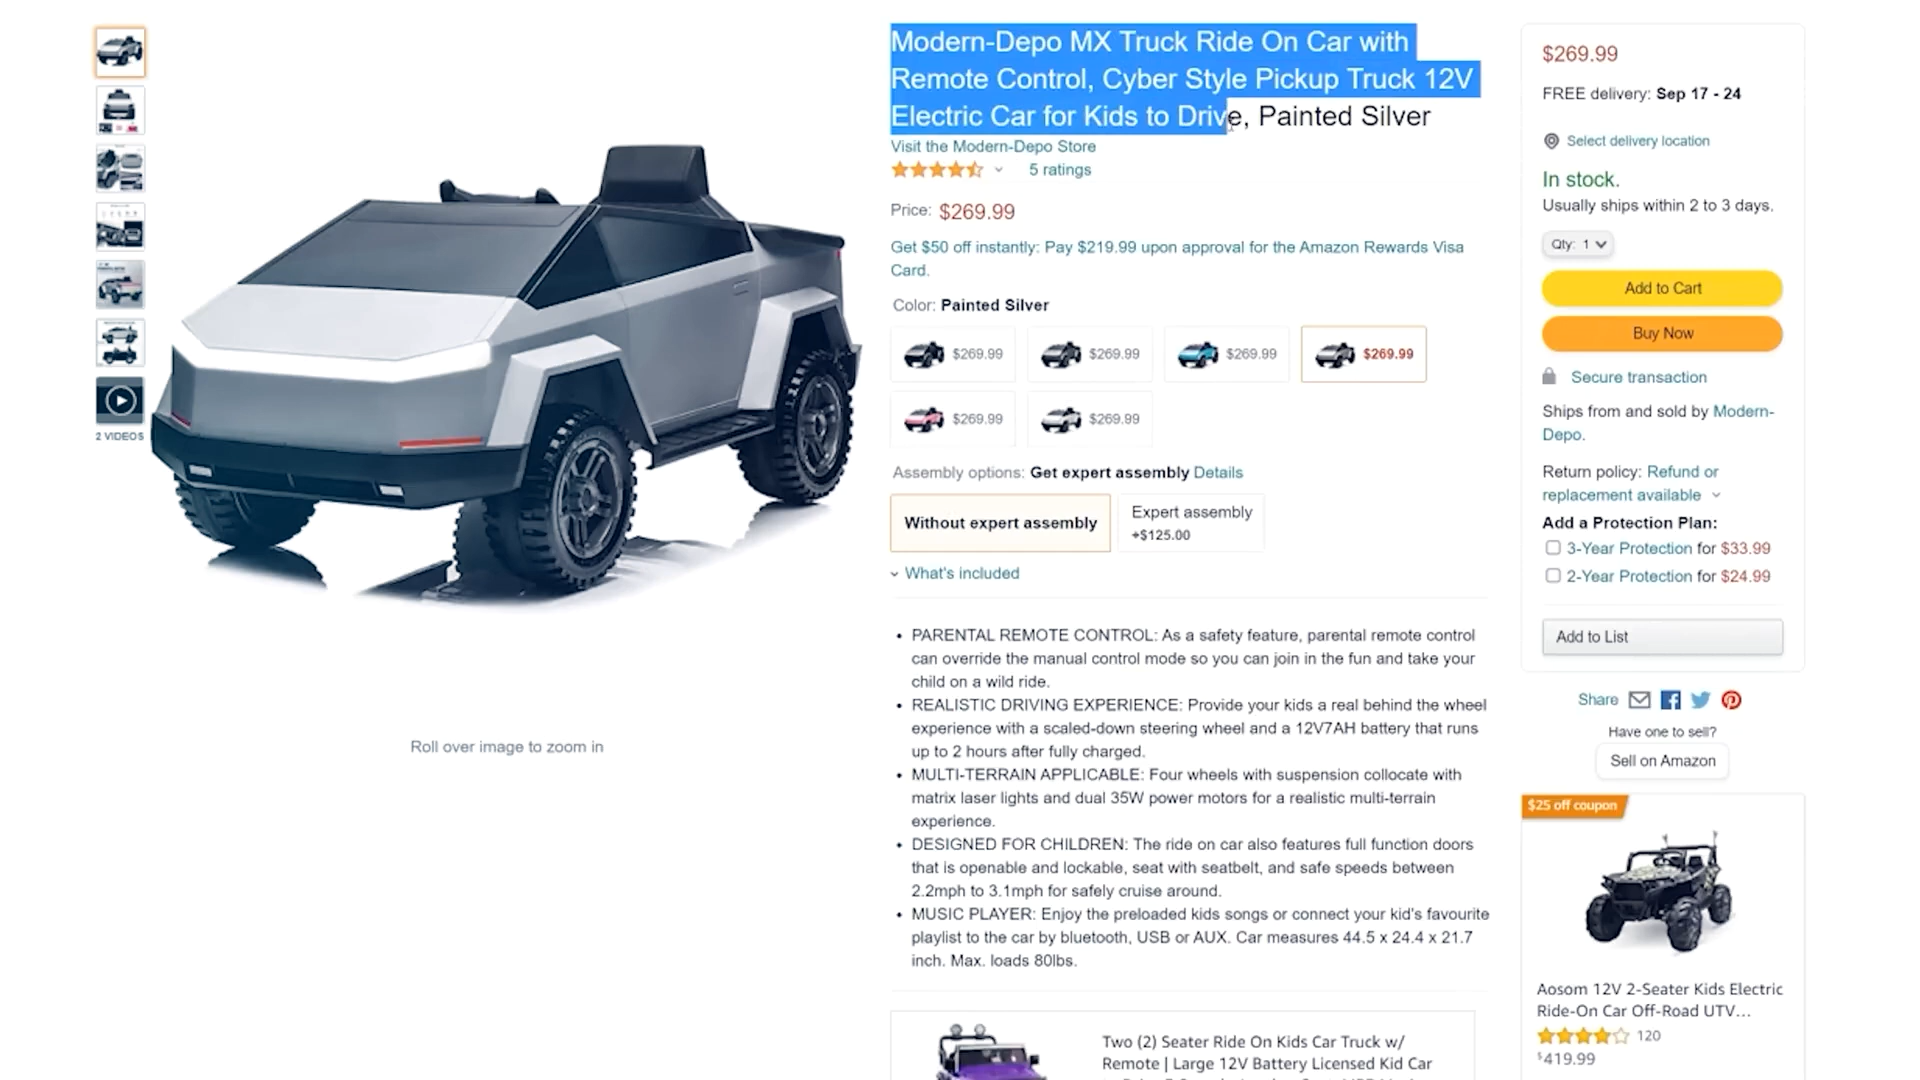 Modern-Depo MX Truck Ride On Car with
Remote Control, Cyber Style Pickup Truck 12V
Electric Car for Kids to Drive, Painted Silver
Visit the Modern-Depo Store
5 ratings
Price: $269.99
Get $50 off instantly: Pay $219.99 upon approval for the Amazon Rewards Visa
Card.
Color: Painted Silver
$269.99 $269.99 $269.99 $269.99
$269.99 $269.99
Assembly options: Get expert assembly Details
Without expert assembly
Expert assembly
+$125.00
What's included
PARENTAL REMOTE CONTROL: As a safety feature, parental remote control
can override the manual control mode so you can join in the fun and take your
child on a wild ride.
REALISTIC DRIVING EXPERIENCE: Provide your kids a real behind the wheel
experience with a scaled-down steering wheel and a 12V7AH battery that runs
up to 2 hours after fully charged.
MULTI-TERRAIN APPLICABLE: Four wheels with suspension collocate with
matrix laser lights and dual 35W power motors for a realistic multi-terrain
experience.
DESIGNED FOR CHILDREN: The ride on car also features full function doors
that is openable and lockable, seat with seatbelt, and safe speeds between
2.2mph to 3.1mph for safely cruise around.
MUSIC PLAYER: Enjoy the preloaded kids songs or connect your kid's favourite
playlist to the car by bluetooth, USB or AUX. Car measures 44.5 x 24.4 x 21.7
inch. Max. loads 80lbs.
Two (2) Seater Ride On Kids Car Truck w/
Remote | Large 12V Battery Licensed Kid Car
2 VIDEOS
Roll over image to zoom in
$269.99
FREE delivery: Sep 17 - 24
Select delivery location
In stock.
Usually ships within 2 to 3 days.
Qty: 1
Add to Cart
Buy Now
Secure transaction
Ships from and sold by Modern-
Depo.
Return policy: Refund or
replacement available
Add a Protection Plan:
3-Year Protection for $33.99
2-Year Protection for $24.99
Add to List
Share
Have one to sell?
Sell on Amazon
$25 off coupon
Aosom 12V 2-Seater Kids Electric
Ride-On Car Off-Road UTV...
120
$419.99